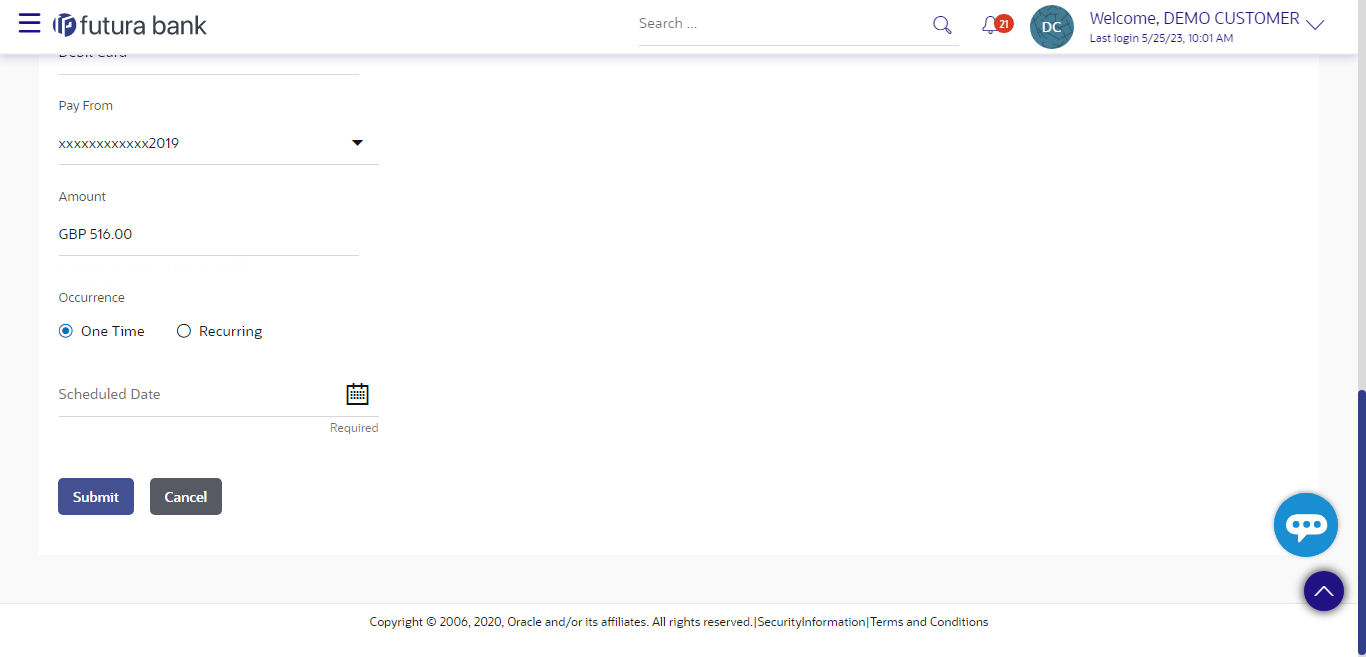 futura bank
Search ...
21
DC
Welcome, DEMO CUSTOMER
Last login 5/25/23, 10:01 AM
Debit Card
Pay From
xxxxxxxxxxxx2019
Amount
GBP 516.00
Occurrence
One Time
Recurring
Scheduled Date
Required
Submit
Cancel
Copyright © 2006, 2020, Oracle and/or its affiliates. All rights reserved.|SecurityInformation|Terms and Conditions